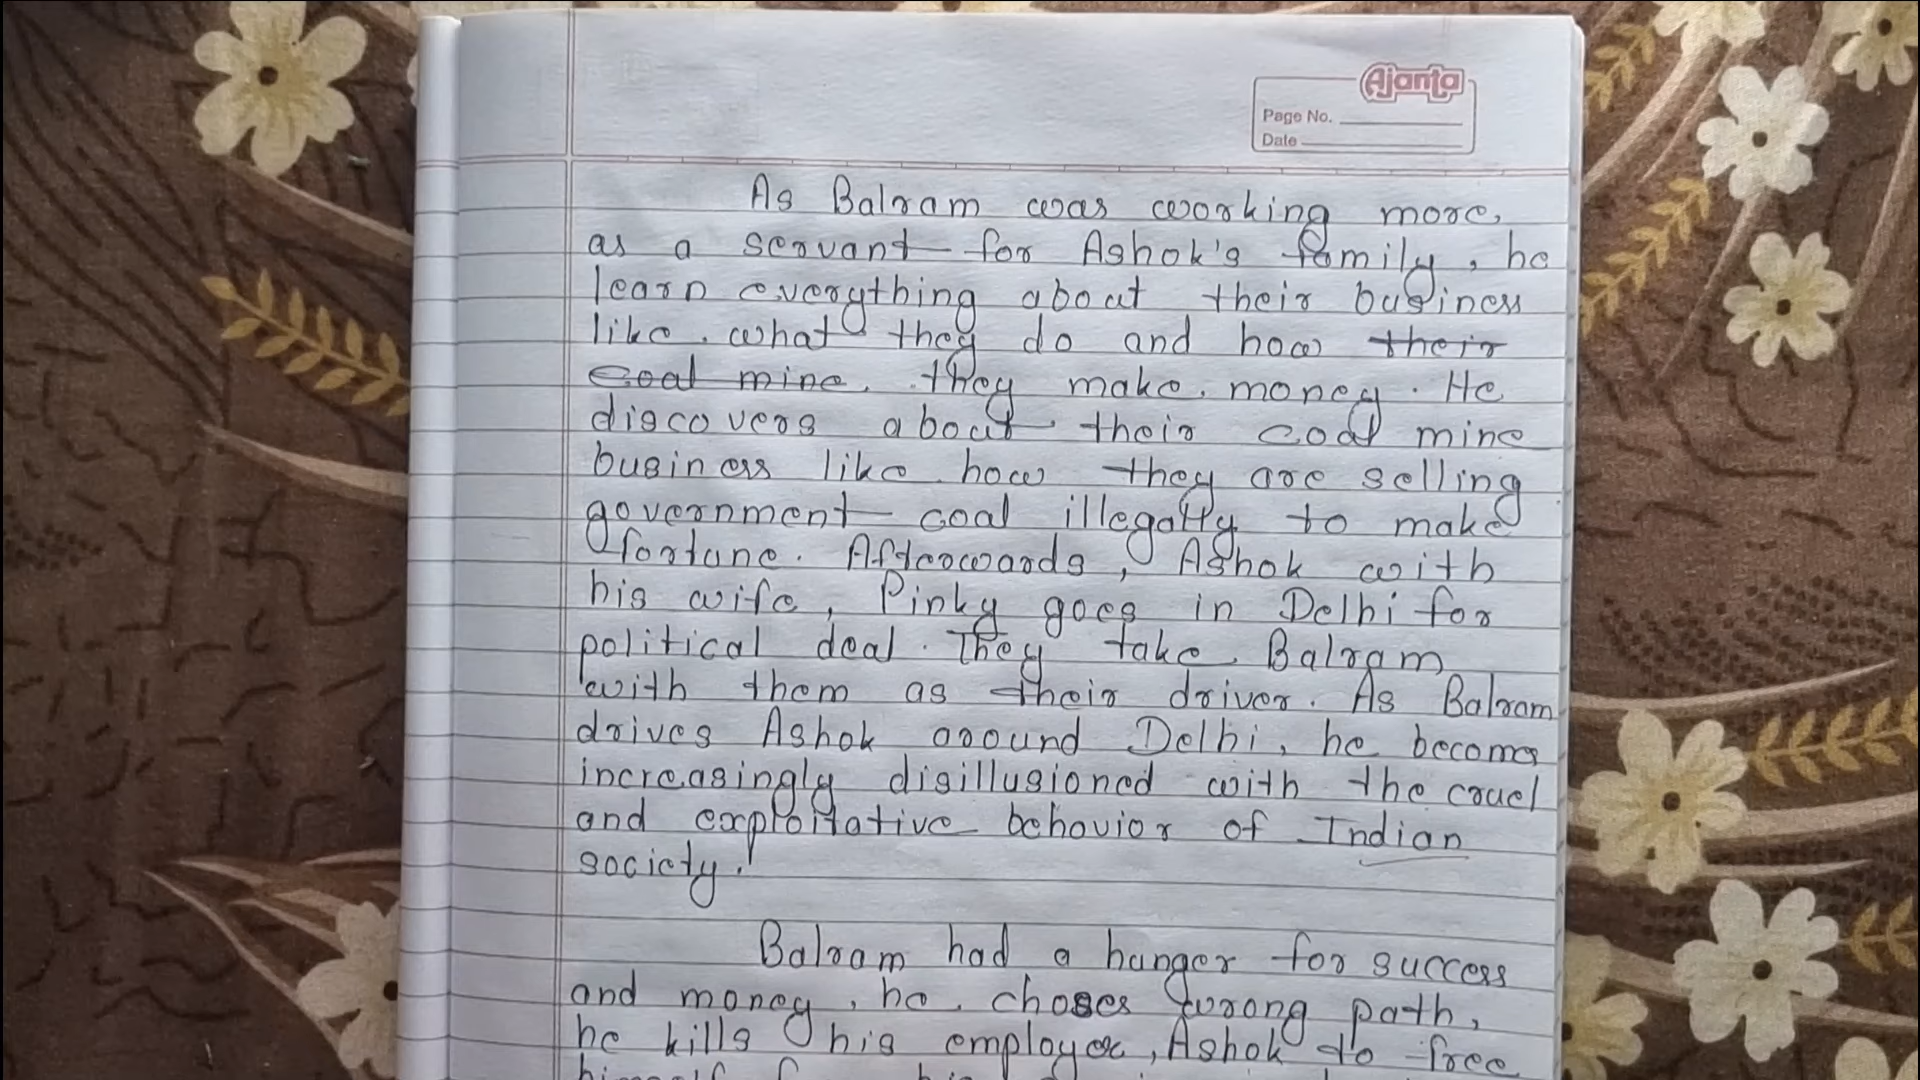 Ajanta
Page No.
Date
As Balram was working more,
as a servant for Ashok's family, he
learn everything about their business
like what they do and how their
coal mine they make money. He
discovers about their coal mine
business like how they are selling
government coal illegally to make
fortune. Afterwards, Ashok with
his wife, Pinky goes in Delhi for
political deal. They take Balram
with them as their driver. As Balram
drives Ashok around Delhi, he becomes
increasingly disillusioned with the cruel
and exploitative behavior of Indian
society.
Balram had a hunger for success
and money, he choses wrong path,
he kills his employer, Ashok to free
himself